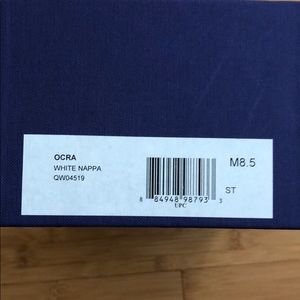 OCRA
WHITE NAPPA
QW04519
M8.5
ST
8 84948 98793 3
UPC